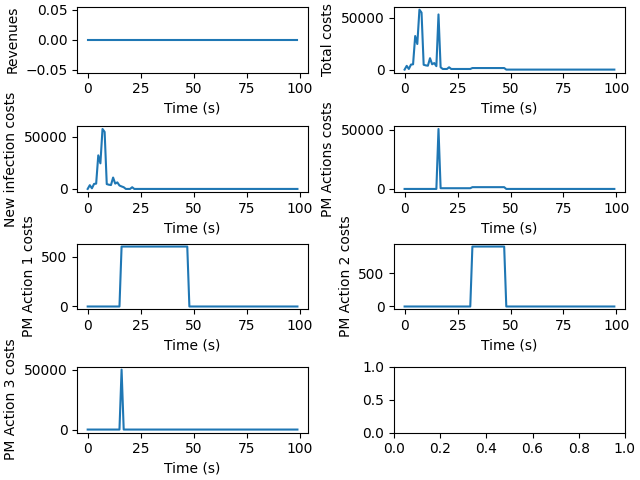 Revenues
0.05
0.00
−0.05
0 25 50 75 100
Time (s)
Total costs
50000
0
0 25 50 75 100
Time (s)
New infection costs
50000
0
0 25 50 75 100
Time (s)
PM Actions costs
50000
0
0 25 50 75 100
Time (s)
PM Action 1 costs
500
0
0 25 50 75 100
Time (s)
PM Action 2 costs
500
0
0 25 50 75 100
Time (s)
PM Action 3 costs
50000
0
0 25 50 75 100
Time (s)
1.0
0.5
0.0
0.0 0.2 0.4 0.6 0.8 1.0